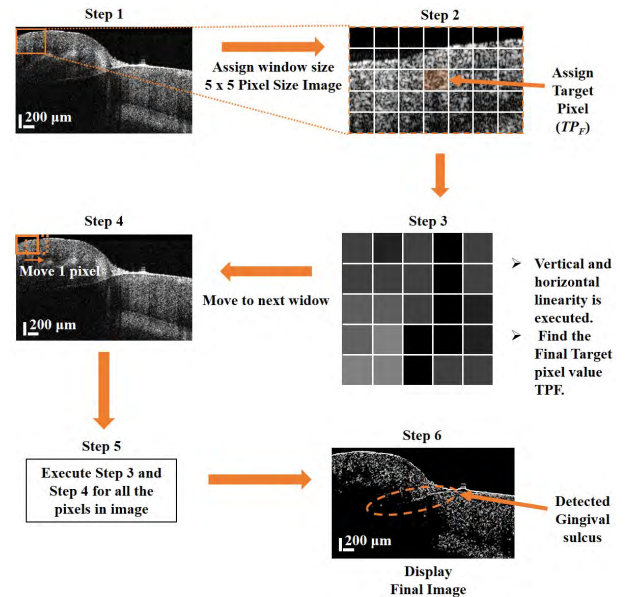 Step 1
200 µm
Assign window size
5 x 5 Pixel Size Image
Step 2
Assign
Target
Pixel
(TP_F)
Step 3
➢ Vertical and
horizontal
linearity is
executed.
➢ Find the
Final Target
pixel value
TPF.
Move to next widow
Step 4
Move 1 pixel
200 µm
Step 5
Execute Step 3 and
Step 4 for all the
pixels in image
Step 6
200 µm
Detected
Gingival
sulcus
Display
Final Image